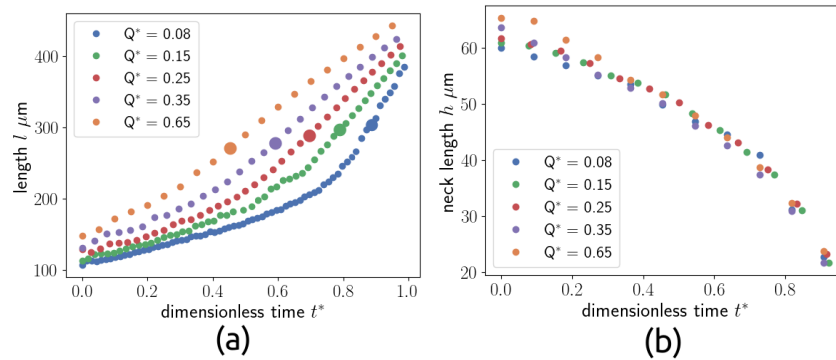 400
300
200
100
length l μm
Q* = 0.08
Q* = 0.15
Q* = 0.25
Q* = 0.35
Q* = 0.65
0.0 0.2 0.4 0.6 0.8 1.0
dimensionless time t*
(a)
70
60
50
40
30
20
neck length h μm
Q* = 0.08
Q* = 0.15
Q* = 0.25
Q* = 0.35
Q* = 0.65
0.0 0.2 0.4 0.6 0.8
dimensionless time t*
(b)